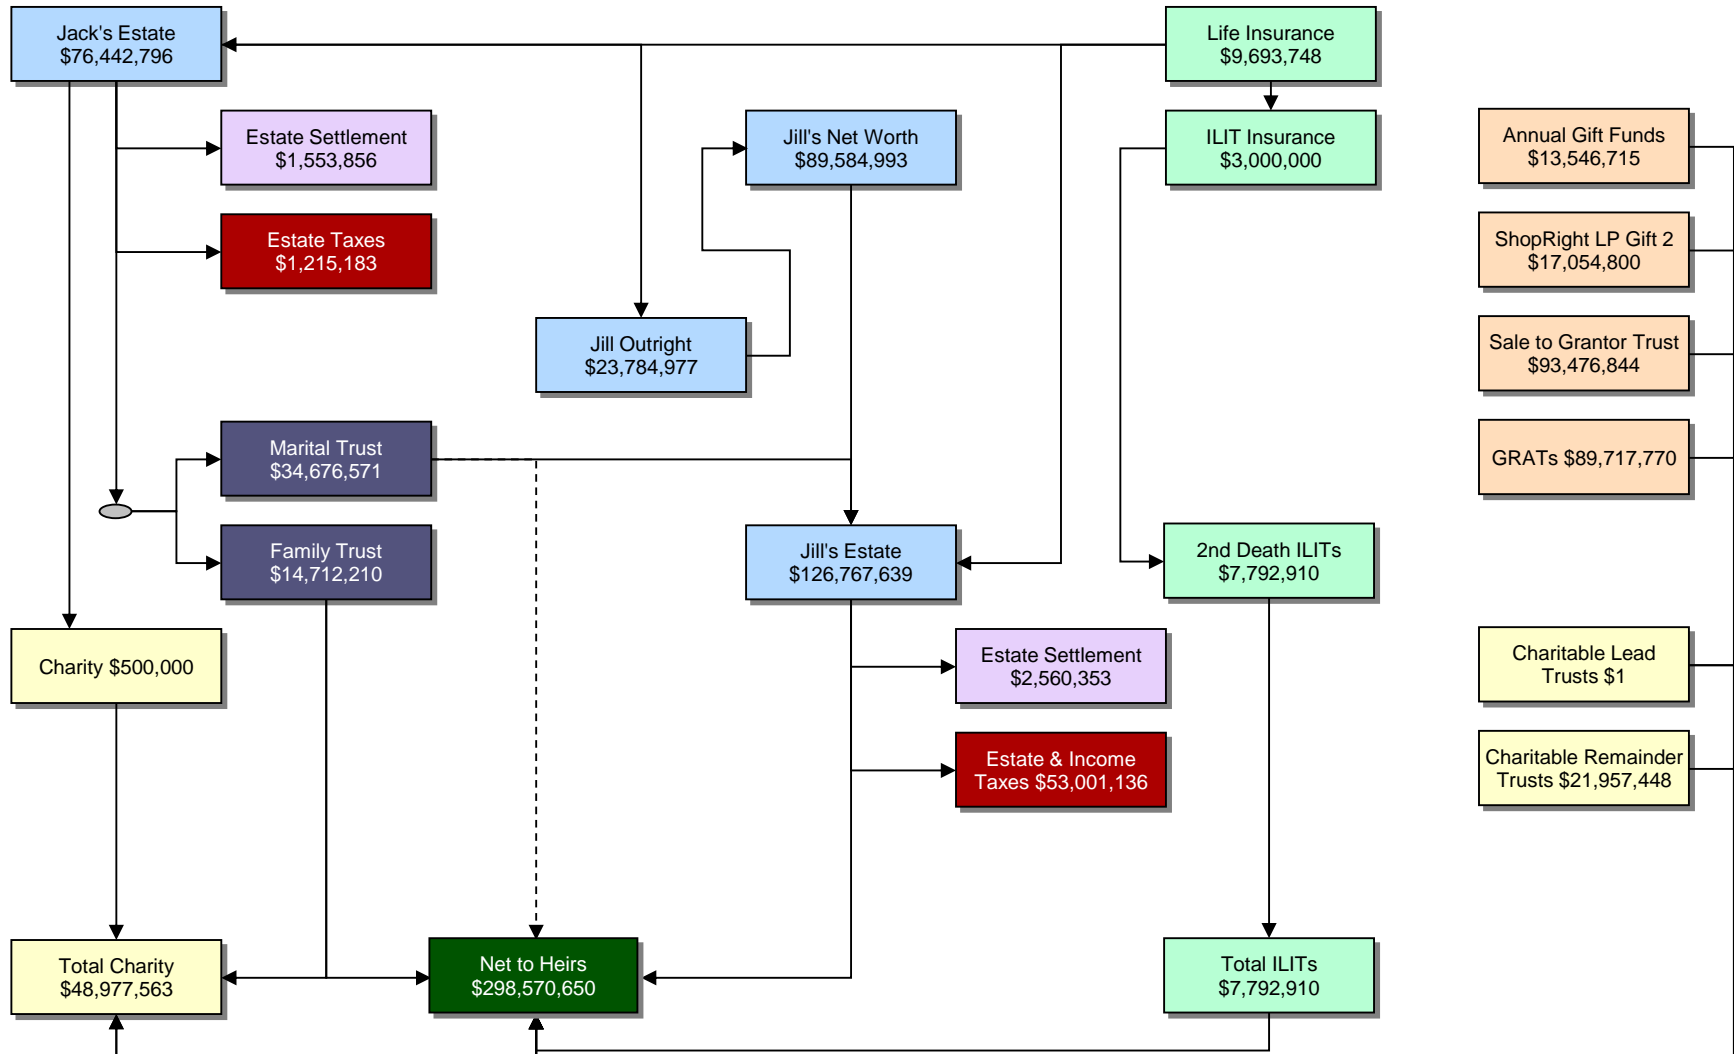 Jack's Estate
$76,442,796
Life Insurance
$9,693,748
Estate Settlement
$1,553,856
Jill's Net Worth
$89,584,993
ILIT Insurance
$3,000,000
Annual Gift Funds
$13,546,715
Estate Taxes
$1,215,183
ShopRight LP Gift 2
$17,054,800
Jill Outright
$23,784,977
Sale to Grantor Trust
$93,476,844
Marital Trust
$34,676,571
GRATs $89,717,770
Family Trust
$14,712,210
Jill's Estate
$126,767,639
2nd Death ILITs
$7,792,910
Charity $500,000
Estate Settlement
$2,560,353
Charitable Lead
Trusts $1
Estate & Income
Taxes $53,001,136
Charitable Remainder
Trusts $21,957,448
Total Charity
$48,977,563
Net to Heirs
$298,570,650
Total ILITs
$7,792,910